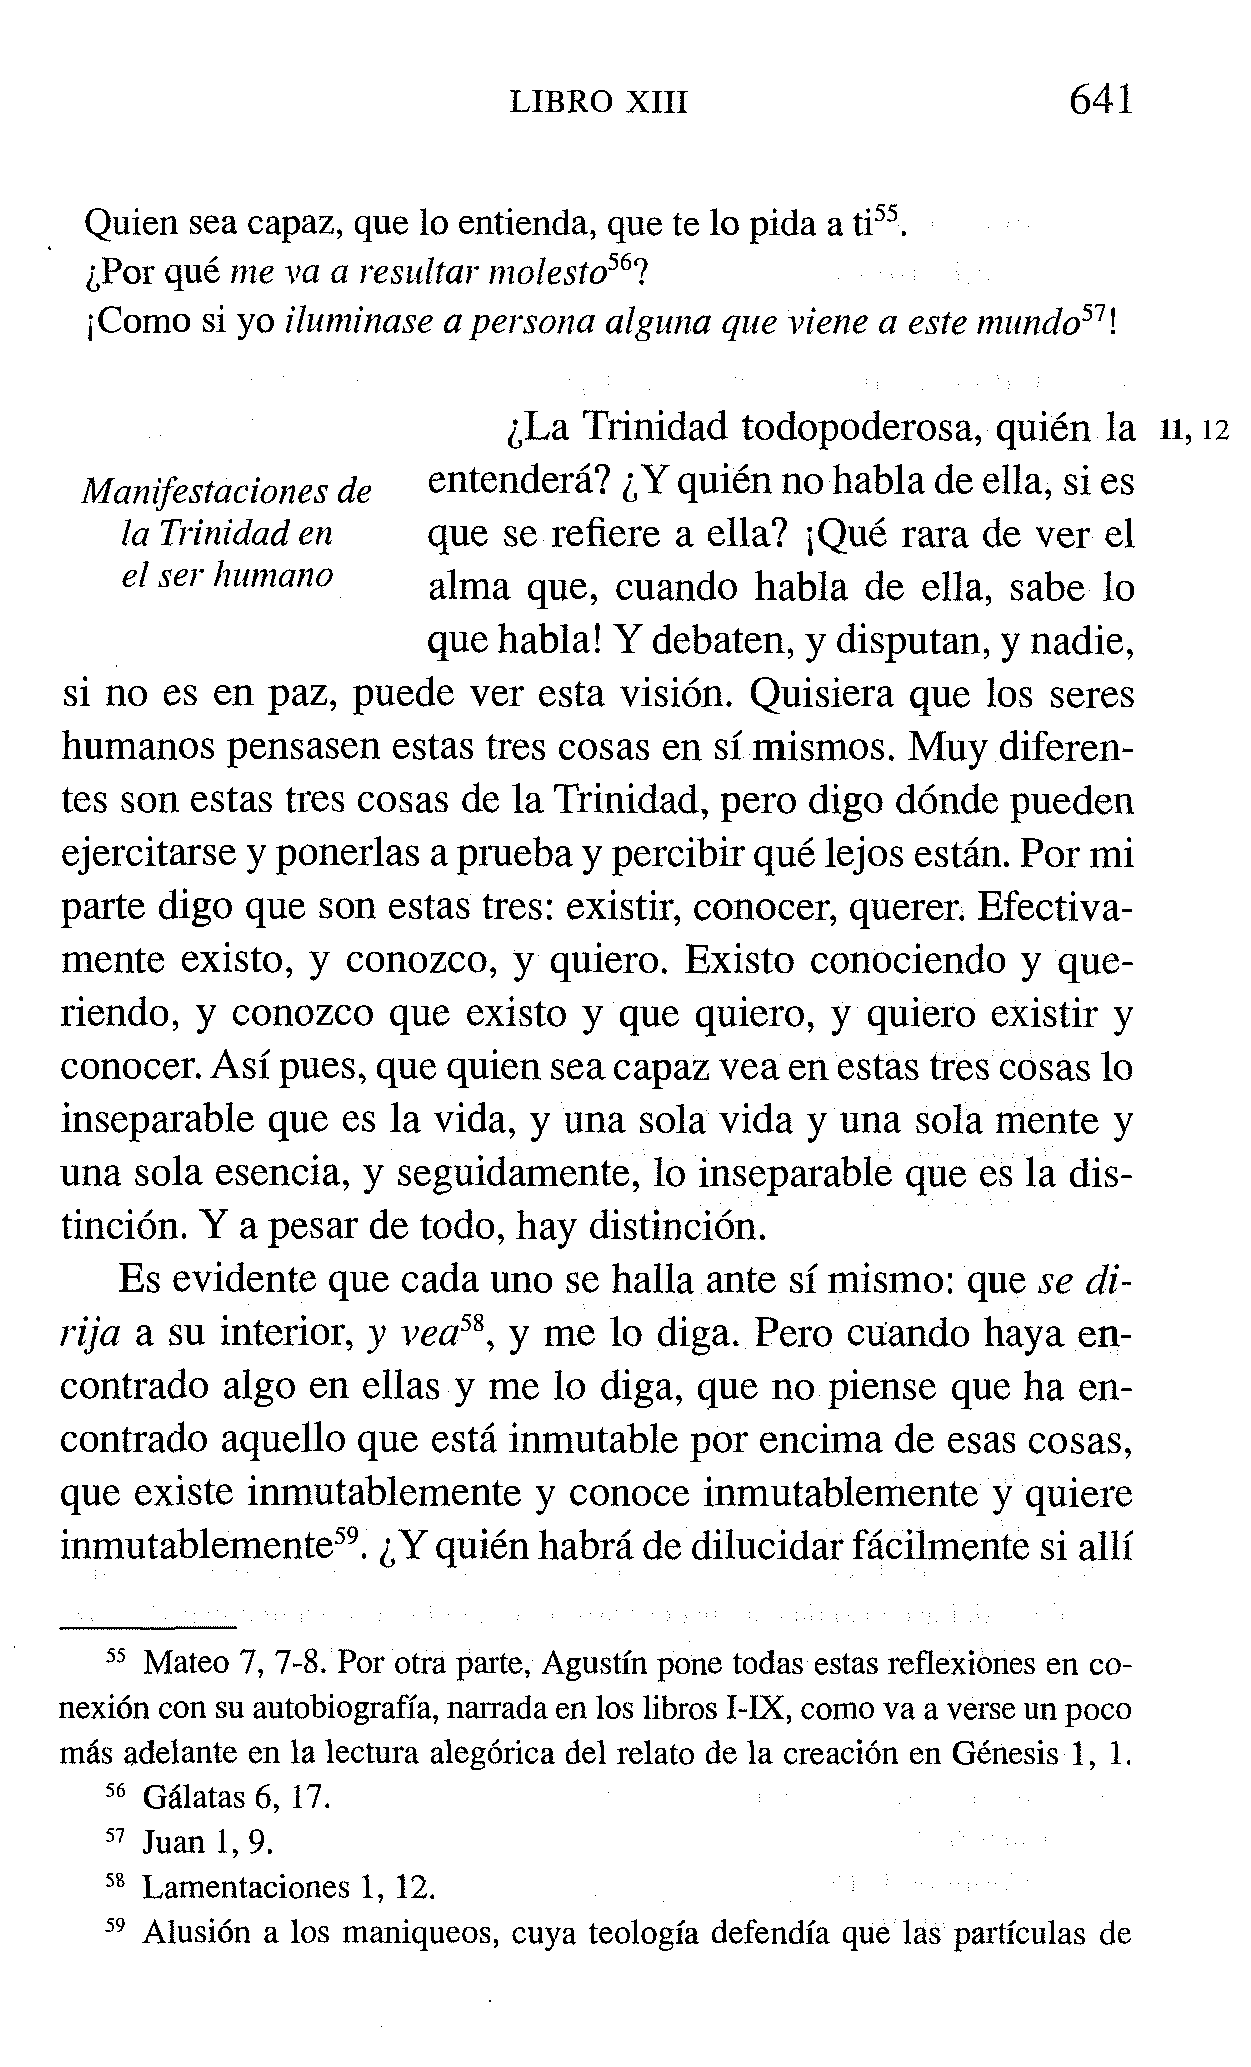 LIBRO XIII 641
Quien sea capaz, que lo entienda, que te lo pida a ti⁵⁵.
¿Por qué me va a resultar molesto⁵⁶?
¡Como si yo iluminase a persona alguna que viene a este mundo⁵⁷!
¿La Trinidad todopoderosa, quién la 11, 12
Manifestaciones de
la Trinidad en
el ser humano
entenderá? ¿Y quién no habla de ella, si es
que se refiere a ella? ¡Qué rara de ver el
alma que, cuando habla de ella, sabe lo
que habla! Y debaten, y disputan, y nadie,
si no es en paz, puede ver esta visión. Quisiera que los seres
humanos pensasen estas tres cosas en sí mismos. Muy diferen-
tes son estas tres cosas de la Trinidad, pero digo dónde pueden
ejercitarse y ponerlas a prueba y percibir qué lejos están. Por mi
parte digo que son estas tres: existir, conocer, querer. Efectiva-
mente existo, y conozco, y quiero. Existo conociendo y que-
riendo, y conozco que existo y que quiero, y quiero existir y
conocer. Así pues, que quien sea capaz vea en estas tres cosas lo
inseparable que es la vida, y una sola vida y una sola mente y
una sola esencia, y seguidamente, lo inseparable que es la dis-
tinción. Y a pesar de todo, hay distinción.
Es evidente que cada uno se halla ante sí mismo: que se di-
rija a su interior, y vea⁵⁸, y me lo diga. Pero cuando haya en-
contrado algo en ellas y me lo diga, que no piense que ha en-
contrado aquello que está inmutable por encima de esas cosas,
que existe inmutablemente y conoce inmutablemente y quiere
inmutablemente⁵⁹. ¿Y quién habrá de dilucidar fácilmente si allí
⁵⁵ Mateo 7, 7-8. Por otra parte, Agustín pone todas estas reflexiones en co-
nexión con su autobiografía, narrada en los libros I-IX, como va a verse un poco
más adelante en la lectura alegórica del relato de la creación en Génesis 1, 1.
⁵⁶ Gálatas 6, 17.
⁵⁷ Juan 1, 9.
⁵⁸ Lamentaciones 1, 12.
⁵⁹ Alusión a los maniqueos, cuya teología defendía que las partículas de